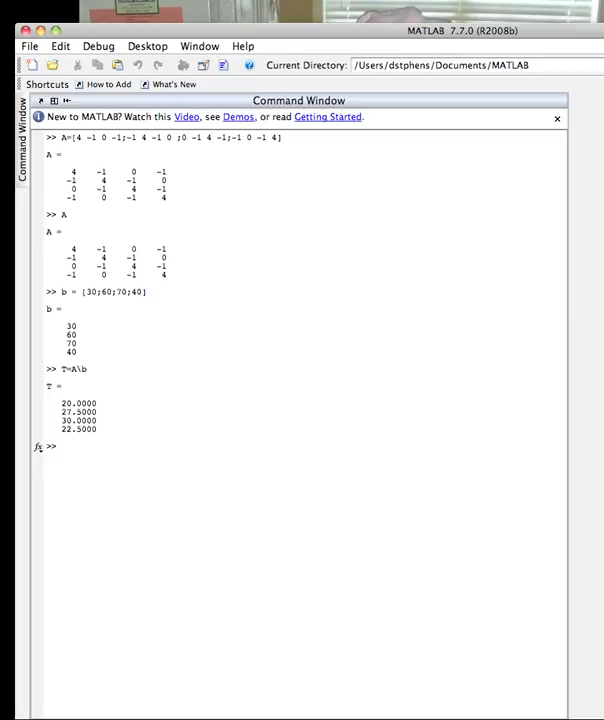 MATLAB 7.7.0 (R2008b)
File Edit Debug Desktop Window Help
Current Directory: /Users/dstphens/Documents/MATLAB
Shortcuts How to Add What's New
Command Window
Command Window
New to MATLAB? Watch this Video, see Demos, or read Getting Started.
>> A=[4 -1 0 -1;-1 4 -1 0 ;0 -1 4 -1;-1 0 -1 4]
A =
4 -1 0 -1
-1 4 -1 0
0 -1 4 -1
-1 0 -1 4
>> A
A =
4 -1 0 -1
-1 4 -1 0
0 -1 4 -1
-1 0 -1 4
>> b = [30;60;70;40]
b =
30
60
70
40
>> T=A\b
T =
20.0000
27.5000
30.0000
22.5000
fx >>